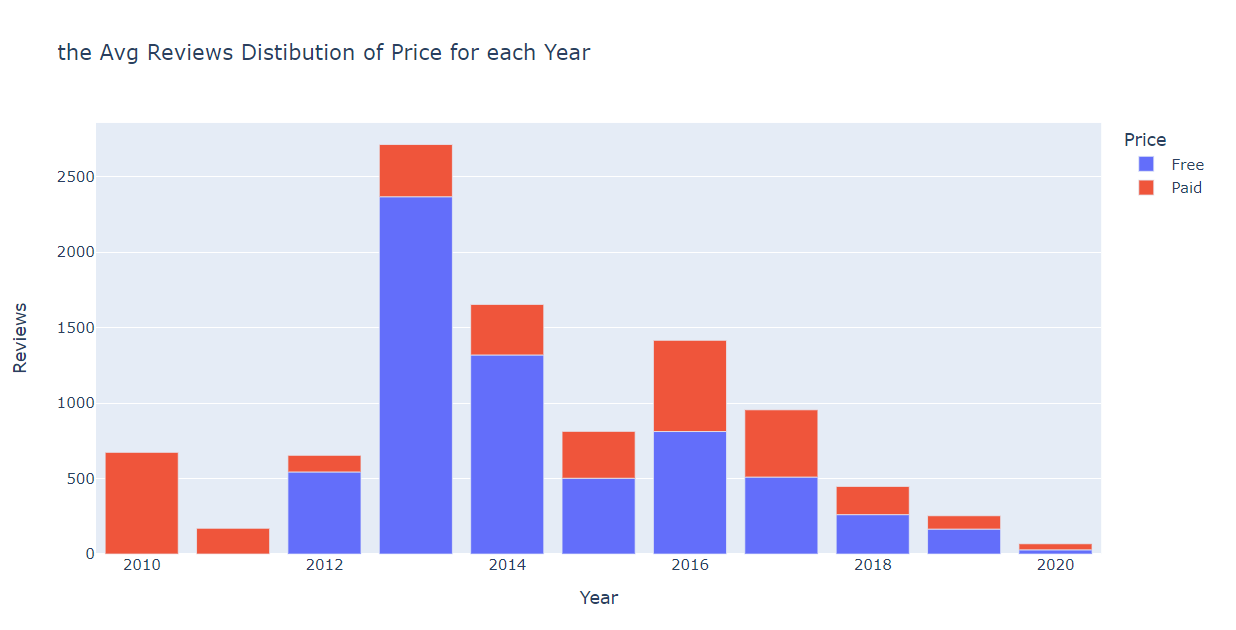 the Avg Reviews Distibution of Price for each Year
Price
Free
Paid
2500
2000
1500
1000
500
0
Reviews
2010
2012
2014
2016
2018
2020
Year